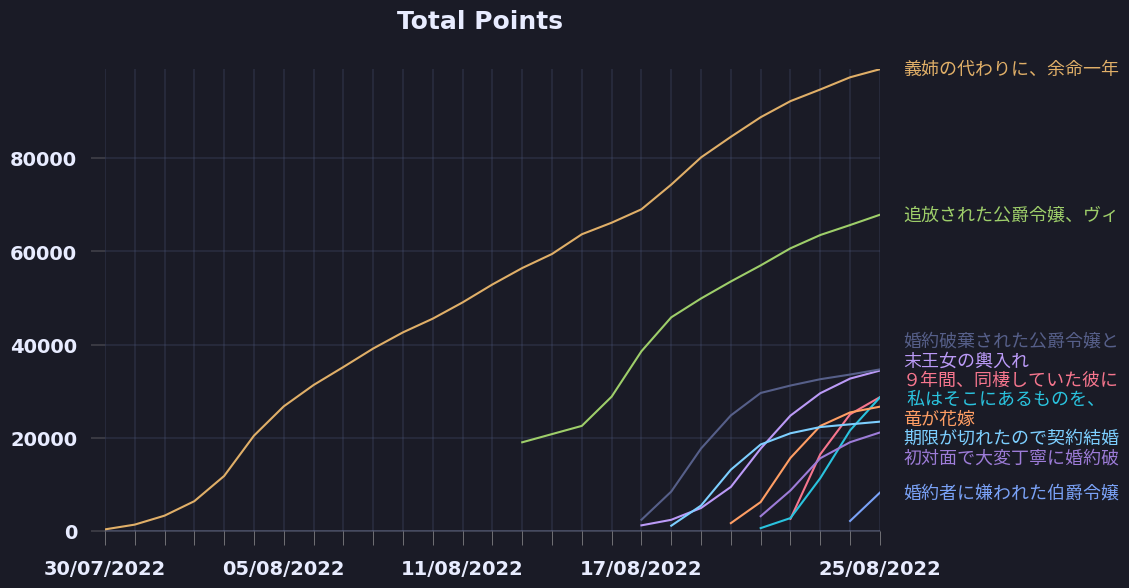 Total Points
義姉の代わりに、余命一年
80000
追放された公爵令嬢、ヴィ
60000
40000
婚約破棄された公爵令嬢と
末王女の輿入れ
９年間、同棲していた彼に
私はそこにあるものを、
竜が花嫁
20000
期限が切れたので契約結婚
初対面で大変丁寧に婚約破
婚約者に嫌われた伯爵令嬢
0
30/07/2022
05/08/2022
11/08/2022
17/08/2022
25/08/2022